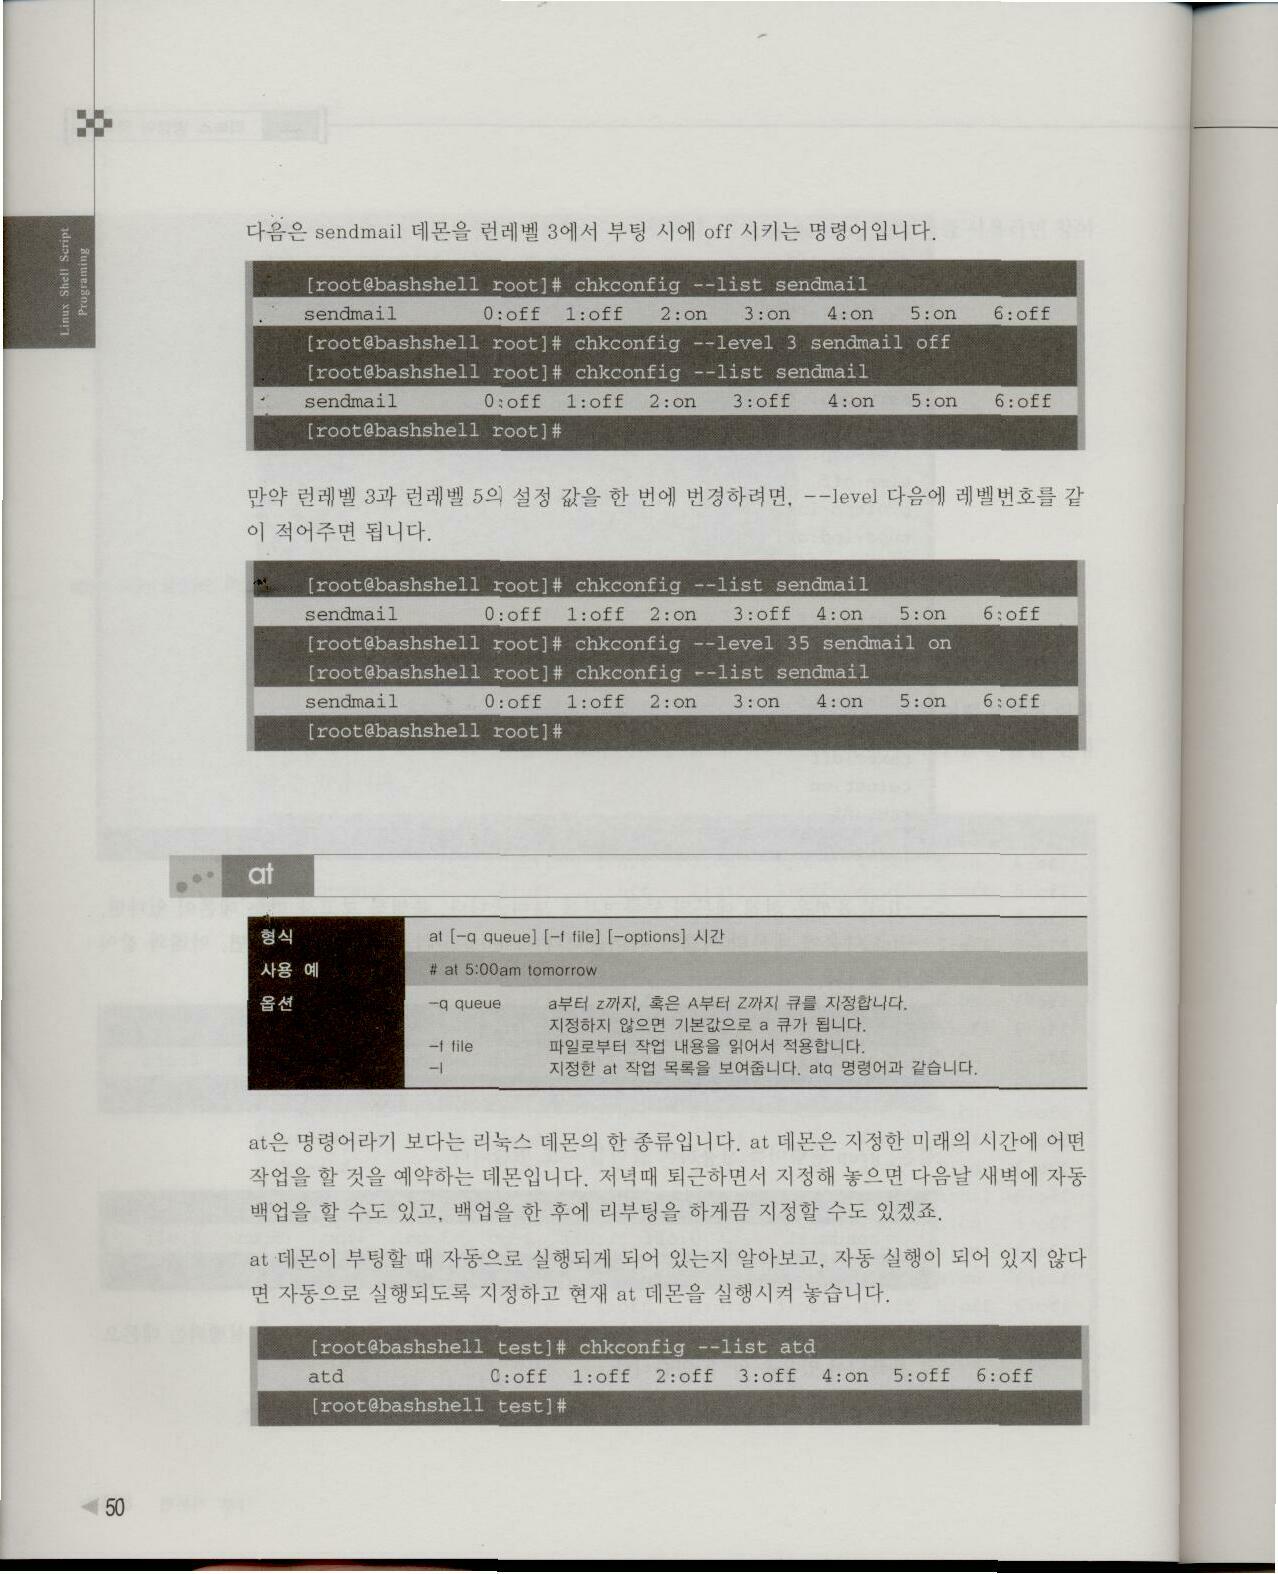 Linux Shell Script
Programing
다음은 sendmail 데몬을 런레벨 3에서 부팅 시에 off 시키는 명령어입니다.
[root@bashshell root]# chkconfig --list sendmail
sendmail 0:off 1:off 2:on 3:on 4:on 5:on 6:off
[root@bashshell root]# chkconfig --level 3 sendmail off
[root@bashshell root]# chkconfig --list sendmail
sendmail 0:off 1:off 2:on 3:off 4:on 5:on 6:off
[root@bashshell root]#
만약 런레벨 3과 런레벨 5의 설정 값을 한 번에 변경하려면, --level 다음에 레벨번호를 같
이 적어주면 됩니다.
[root@bashshell root]# chkconfig --list sendmail
sendmail 0:off 1:off 2:on 3:off 4:on 5:on 6:off
[root@bashshell root]# chkconfig --level 35 sendmail on
[root@bashshell root]# chkconfig --list sendmail
sendmail 0:off 1:off 2:on 3:on 4:on 5:on 6:off
[root@bashshell root]#
at
형식 at [-q queue] [-f file] [-options] 시간
사용 예 # at 5:00am tomorrow
옵션 -q queue a부터 z까지, 혹은 A부터 Z까지 큐를 지정합니다.
지정하지 않으면 기본값으로 a 큐가 됩니다.
-f file 파일로부터 작업 내용을 읽어서 적용합니다.
-l 지정한 at 작업 목록을 보여줍니다. atq 명령어과 같습니다.
at은 명령어라기 보다는 리눅스 데몬의 한 종류입니다. at 데몬은 지정한 미래의 시간에 어떤
작업을 할 것을 예약하는 데몬입니다. 저녁때 퇴근하면서 지정해 놓으면 다음날 새벽에 자동
백업을 할 수도 있고, 백업을 한 후에 리부팅을 하게끔 지정할 수도 있겠죠.
at 데몬이 부팅할 때 자동으로 실행되게 되어 있는지 알아보고, 자동 실행이 되어 있지 않다
면 자동으로 실행되도록 지정하고 현재 at 데몬을 실행시켜 놓습니다.
[root@bashshell test]# chkconfig --list atd
atd 0:off 1:off 2:off 3:off 4:on 5:off 6:off
[root@bashshell test]#
50